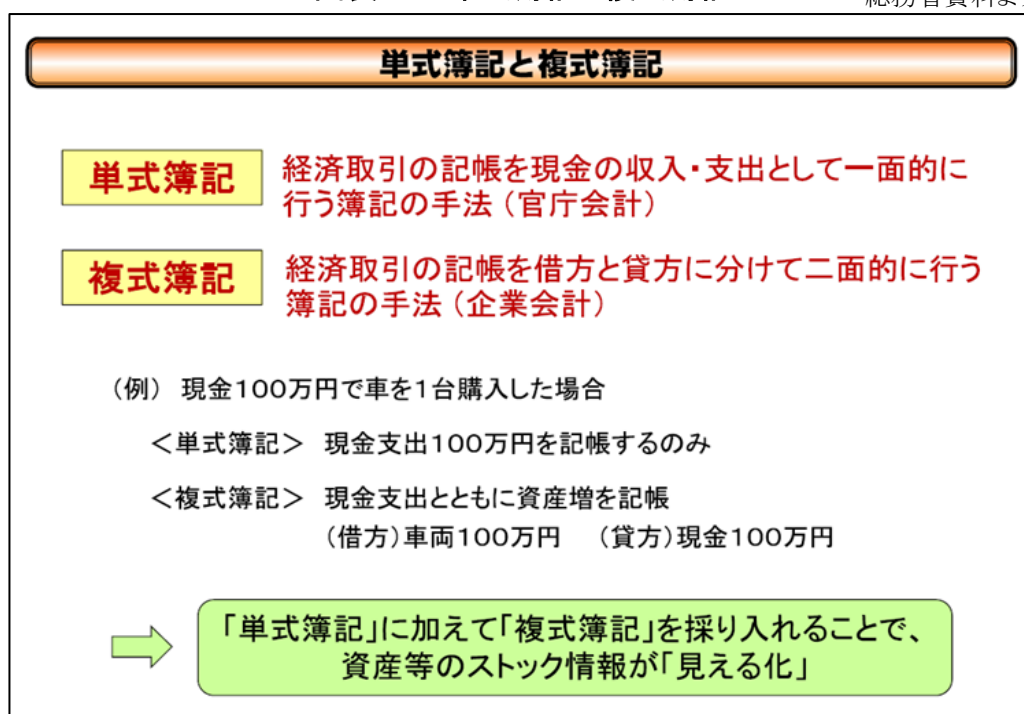 単式簿記と複式簿記
単式簿記
経済取引の記帳を現金の収入・支出として一面的に
行う簿記の手法（官庁会計）
複式簿記
経済取引の記帳を借方と貸方に分けて二面的に行う
簿記の手法（企業会計）
（例） 現金100万円で車を1台購入した場合
＜単式簿記＞ 現金支出100万円を記帳するのみ
＜複式簿記＞ 現金支出とともに資産増を記帳
（借方）車両100万円 （貸方）現金100万円
「単式簿記」に加えて「複式簿記」を採り入れることで、
資産等のストック情報が「見える化」